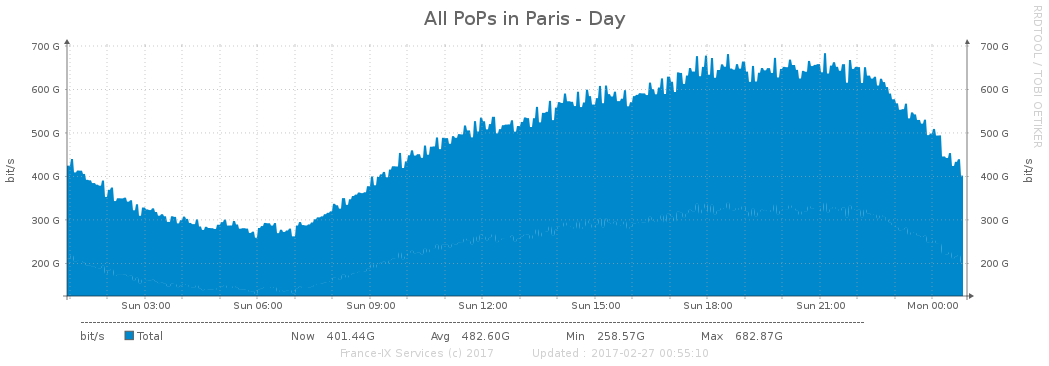 All PoPs in Paris - Day
RRDTOOL / TOBI OETIKER
700 G 700 G
600 G 600 G
500 G 500 G
400 G 400 G
300 G 300 G
200 G 200 G
bit/s
bit/s
Sun 03:00 Sun 06:00 Sun 09:00 Sun 12:00 Sun 15:00 Sun 18:00 Sun 21:00 Mon 00:00
bit/s Total Now 401.44G Avg 482.60G Min 258.57G Max 682.87G
France-IX Services (c) 2017 Updated : 2017-02-27 00:55:10